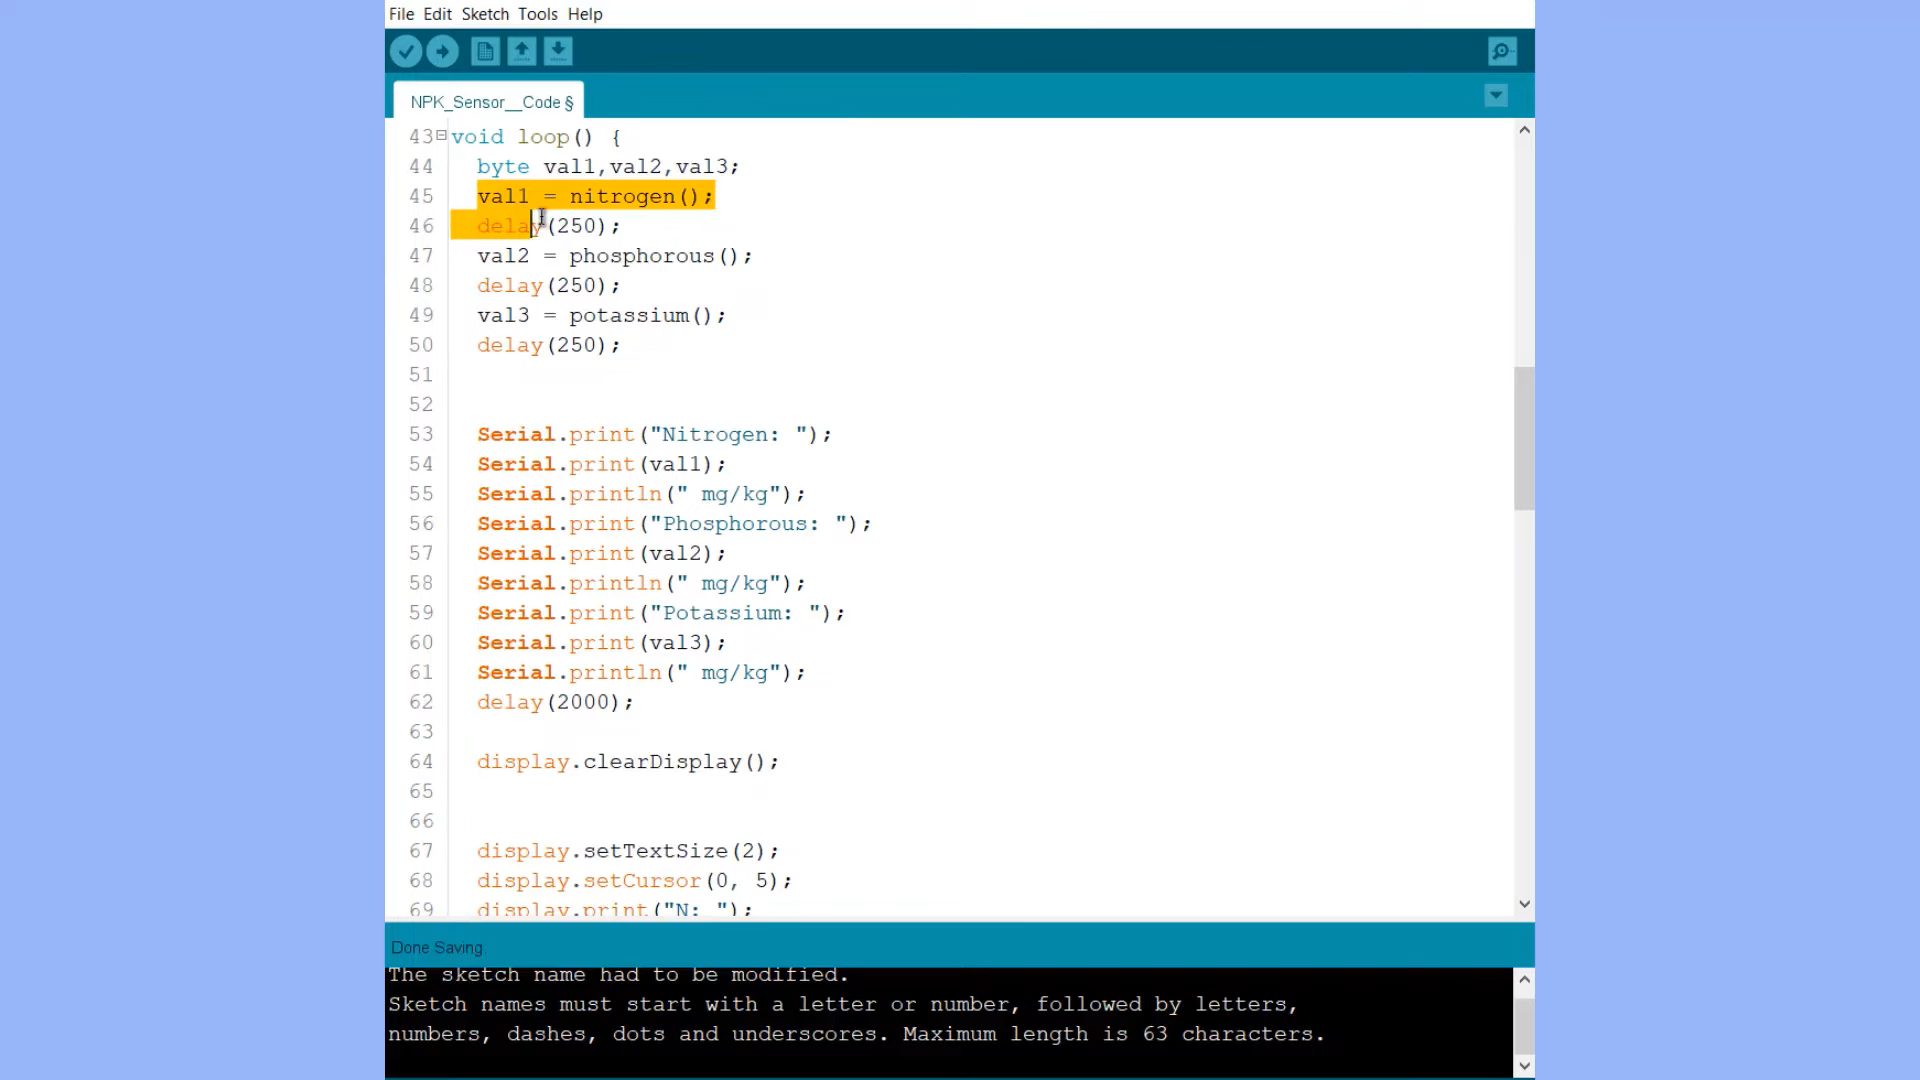 File Edit Sketch Tools Help
NPK_Sensor__Code §
43 void loop() {
44 byte val1,val2,val3;
45 val1 = nitrogen();
46 delay(250);
47 val2 = phosphorous();
48 delay(250);
49 val3 = potassium();
50 delay(250);
51
52
53 Serial.print("Nitrogen: ");
54 Serial.print(val1);
55 Serial.println(" mg/kg");
56 Serial.print("Phosphorous: ");
57 Serial.print(val2);
58 Serial.println(" mg/kg");
59 Serial.print("Potassium: ");
60 Serial.print(val3);
61 Serial.println(" mg/kg");
62 delay(2000);
63
64 display.clearDisplay();
65
66
67 display.setTextSize(2);
68 display.setCursor(0, 5);
69 display.print("N: ");
Done Saving.
The sketch name had to be modified.
Sketch names must start with a letter or number, followed by letters,
numbers, dashes, dots and underscores. Maximum length is 63 characters.